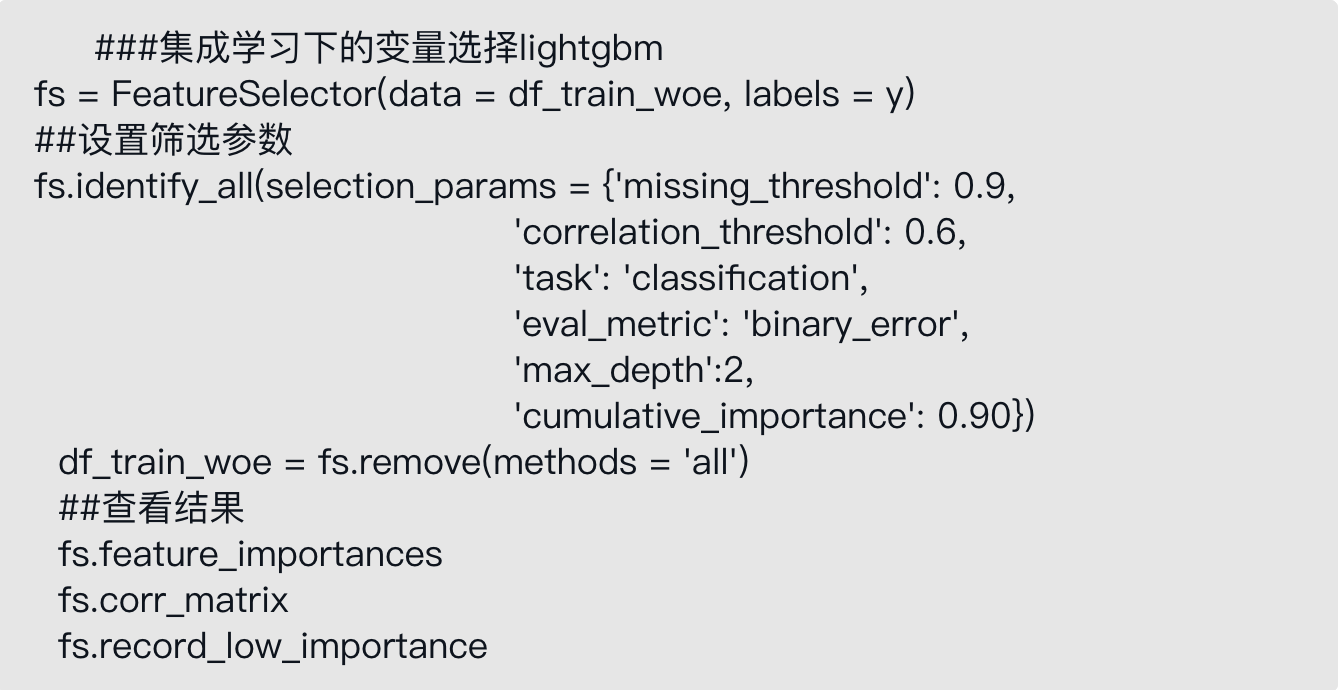 ###集成学习下的变量选择lightgbm
fs = FeatureSelector(data = df_train_woe, labels = y)
##设置筛选参数
fs.identify_all(selection_params = {'missing_threshold': 0.9,
'correlation_threshold': 0.6,
'task': 'classification',
'eval_metric': 'binary_error',
'max_depth':2,
'cumulative_importance': 0.90})
df_train_woe = fs.remove(methods = 'all')
##查看结果
fs.feature_importances
fs.corr_matrix
fs.record_low_importance